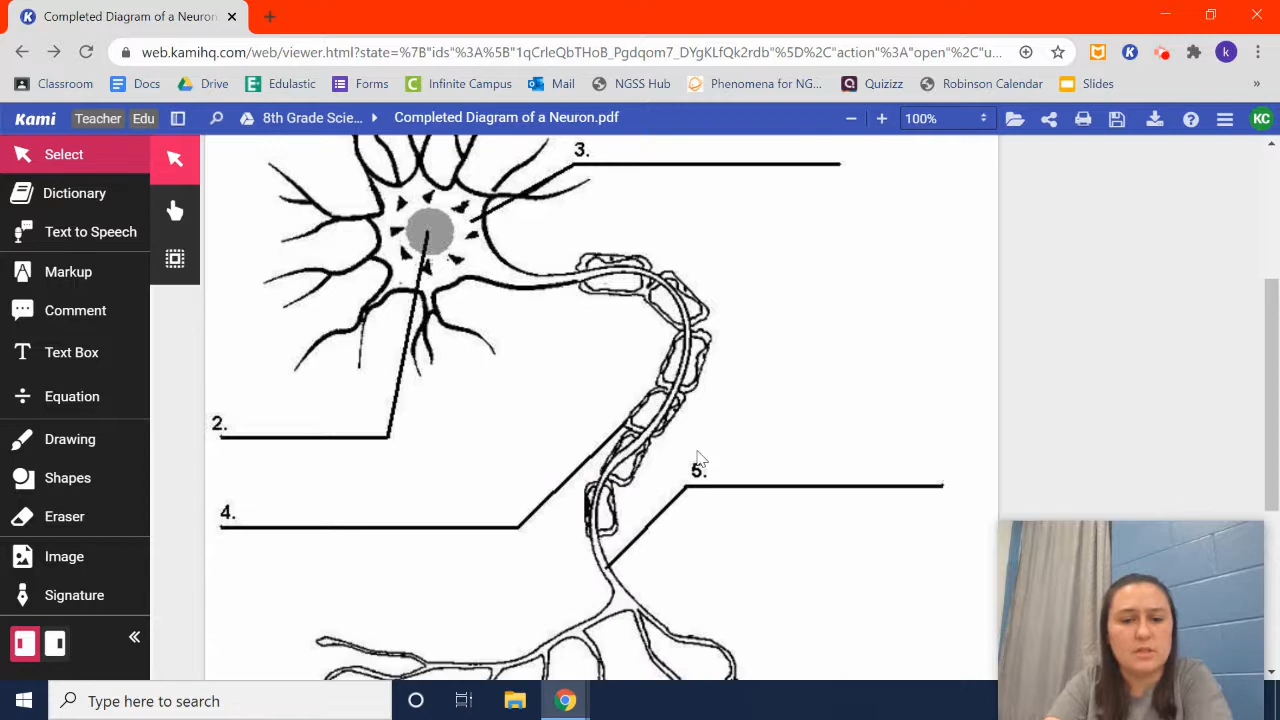 Completed Diagram of a Neuron
web.kamihq.com/web/viewer.html?state=%7B"ids"%3A%5B"1qCrleQbTHoB_Pgdqom7_DYgKLfQk2rdb"%5D%2C"action"%3A"open"%2C"u...
k
Classroom Docs Drive Edulastic Forms Infinite Campus Mail NGSS Hub Phenomena for NG... Quizizz Robinson Calendar Slides »
Kami Teacher Edu 8th Grade Scie... Completed Diagram of a Neuron.pdf 100% KC
Select
Dictionary
Text to Speech
Markup
Comment
Text Box
Equation
Drawing
Shapes
Eraser
Image
Signature
3.
2.
5.
4.
Type here to search